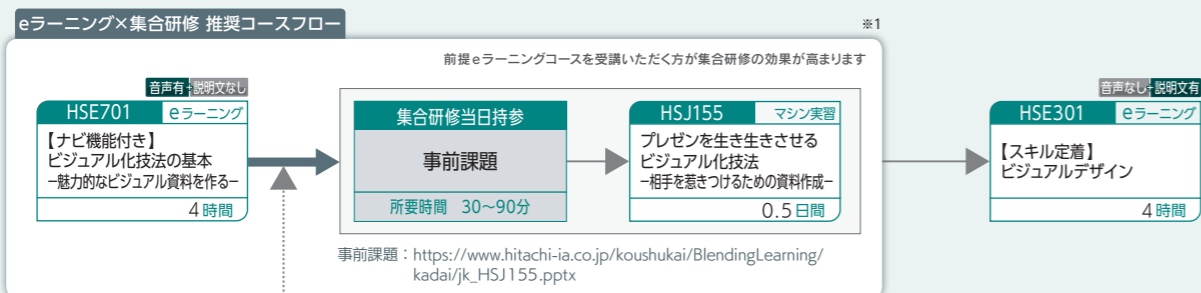 eラーニング×集合研修 推奨コースフロー
※1
前提eラーニングコースを受講いただく方が集合研修の効果が高まります
音声有+説明文なし
HSE701 eラーニング
【ナビ機能付き】
ビジュアル化技法の基本
−魅力的なビジュアル資料を作る−
4時間
集合研修当日持参
事前課題
所要時間 30〜90分
HSJ155 マシン実習
プレゼンを生き生きさせる
ビジュアル化技法
−相手を惹きつけるための資料作成−
0.5日間
事前課題：https://www.hitachi-ia.co.jp/koushukai/BlendingLearning/
kadai/jk_HSJ155.pptx
音声なし+説明文有
HSE301 eラーニング
【スキル定着】
ビジュアルデザイン
4時間